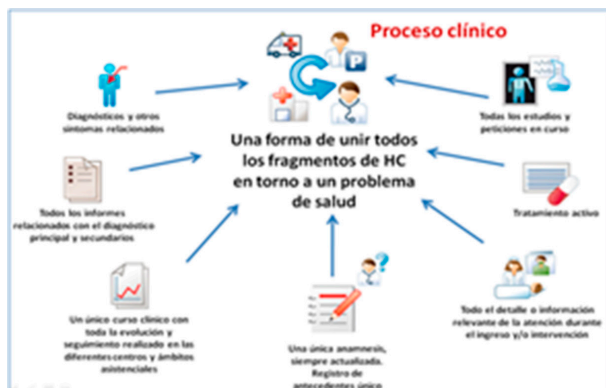 Proceso clínico
P
Diagnósticos y otros
síntomas relacionados
Todas los estudios y
peticiones en curso
Una forma de unir todos
los fragmentos de HC
en torno a un problema
de salud
Todos los informes
relacionados con el diagnóstico
principal y secundarios
Tratamiento activo
Un único curso clínico con
toda la evolución y
seguimiento realizado en las
diferentes centros y ámbitos
asistenciales
?
Una única anamnesis,
siempre actualizada.
Registro de
antecedentes único
Todo el detalle o información
relevante de la atención durante
el ingreso y/o intervención